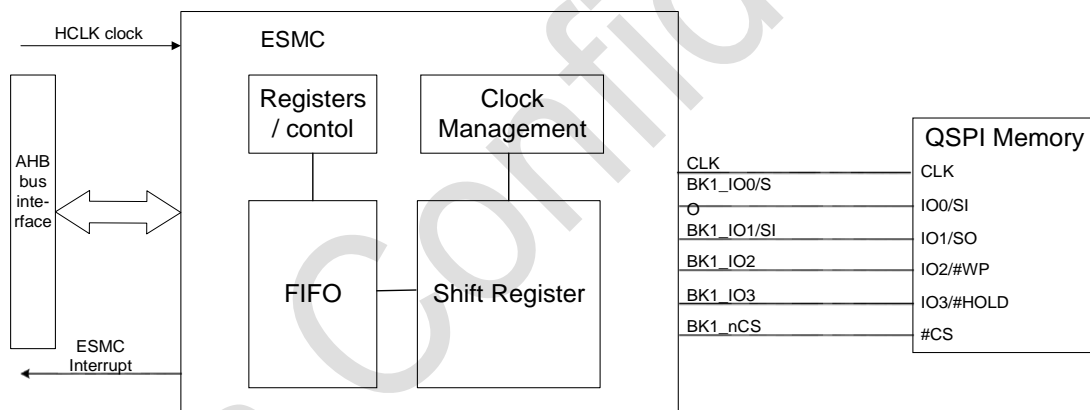 HCLK clock
ESMC
Registers
/ contol
Clock
Management
AHB
bus
inte-
rface
FIFO
Shift Register
ESMC
Interrupt
CLK
BK1_IO0/S
O
BK1_IO1/SI
BK1_IO2
BK1_IO3
BK1_nCS
QSPI Memory
CLK
IO0/SI
IO1/SO
IO2/#WP
IO3/#HOLD
#CS